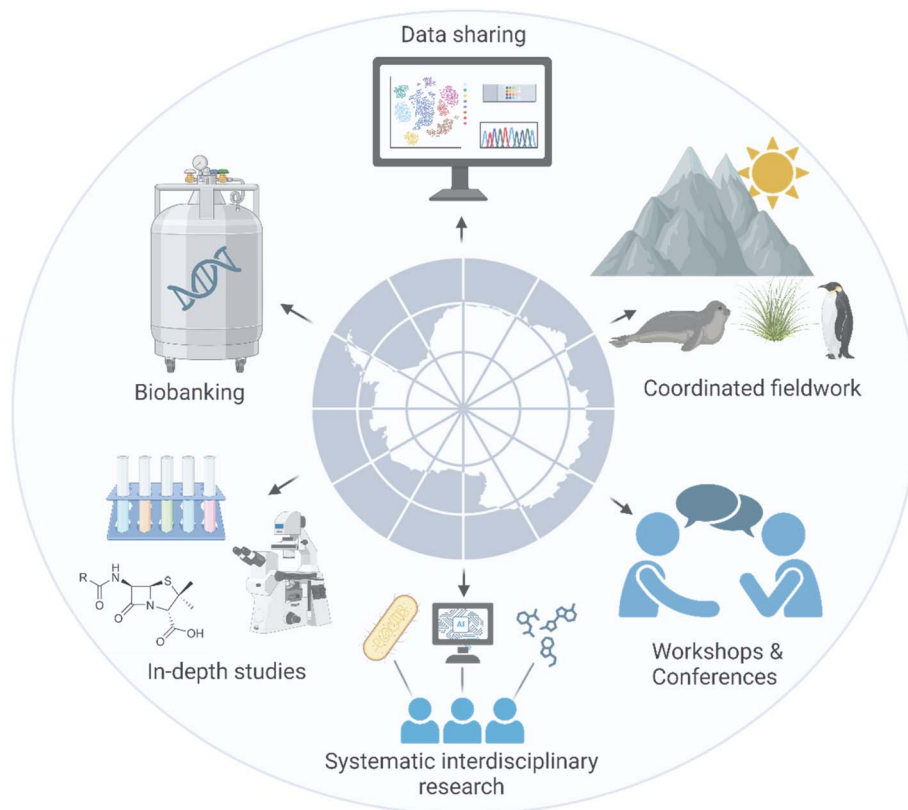 Data sharing
Biobanking
Coordinated fieldwork
R
H
N
S
O
N
O
O
OH
In-depth studies
AI
Workshops &
Conferences
Systematic interdisciplinary
research